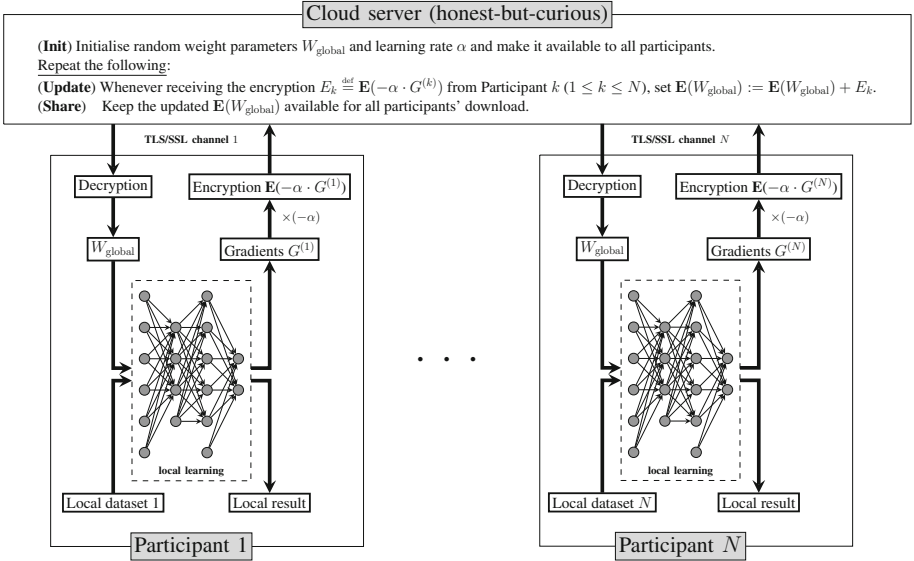 Cloud server (honest-but-curious)
(Init) Initialise random weight parameters W_global and learning rate α and make it available to all participants.
Repeat the following:
(Update) Whenever receiving the encryption E_k ≝ E(−α · G^(k)) from Participant k (1 ≤ k ≤ N), set E(W_global) := E(W_global) + E_k.
(Share) Keep the updated E(W_global) available for all participants' download.
TLS/SSL channel 1
Decryption
Encryption E(−α · G^(1))
×(−α)
W_global
Gradients G^(1)
local learning
Local dataset 1
Local result
Participant 1
· · ·
TLS/SSL channel N
Decryption
Encryption E(−α · G^(N))
×(−α)
W_global
Gradients G^(N)
local learning
Local dataset N
Local result
Participant N